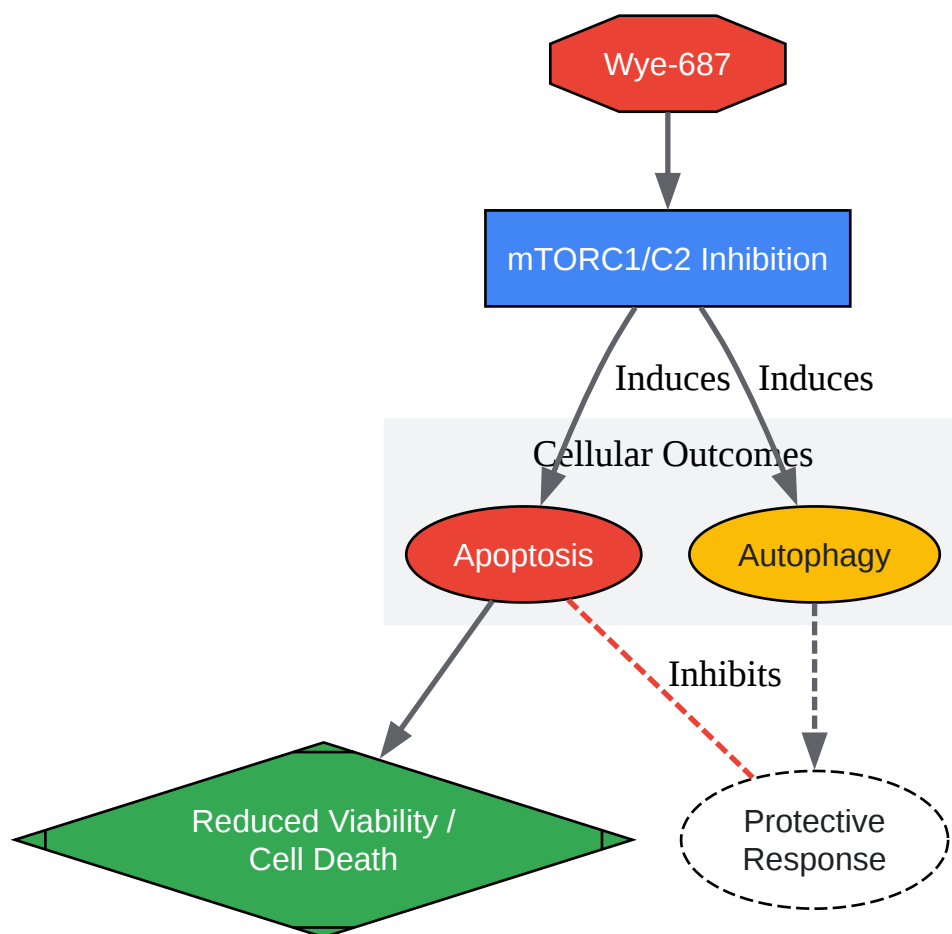 Wye-687
mTORC1/C2 Inhibition
Induces
Induces
Cellular Outcomes
Apoptosis
Autophagy
Inhibits
Reduced Viability /
Cell Death
Protective
Response